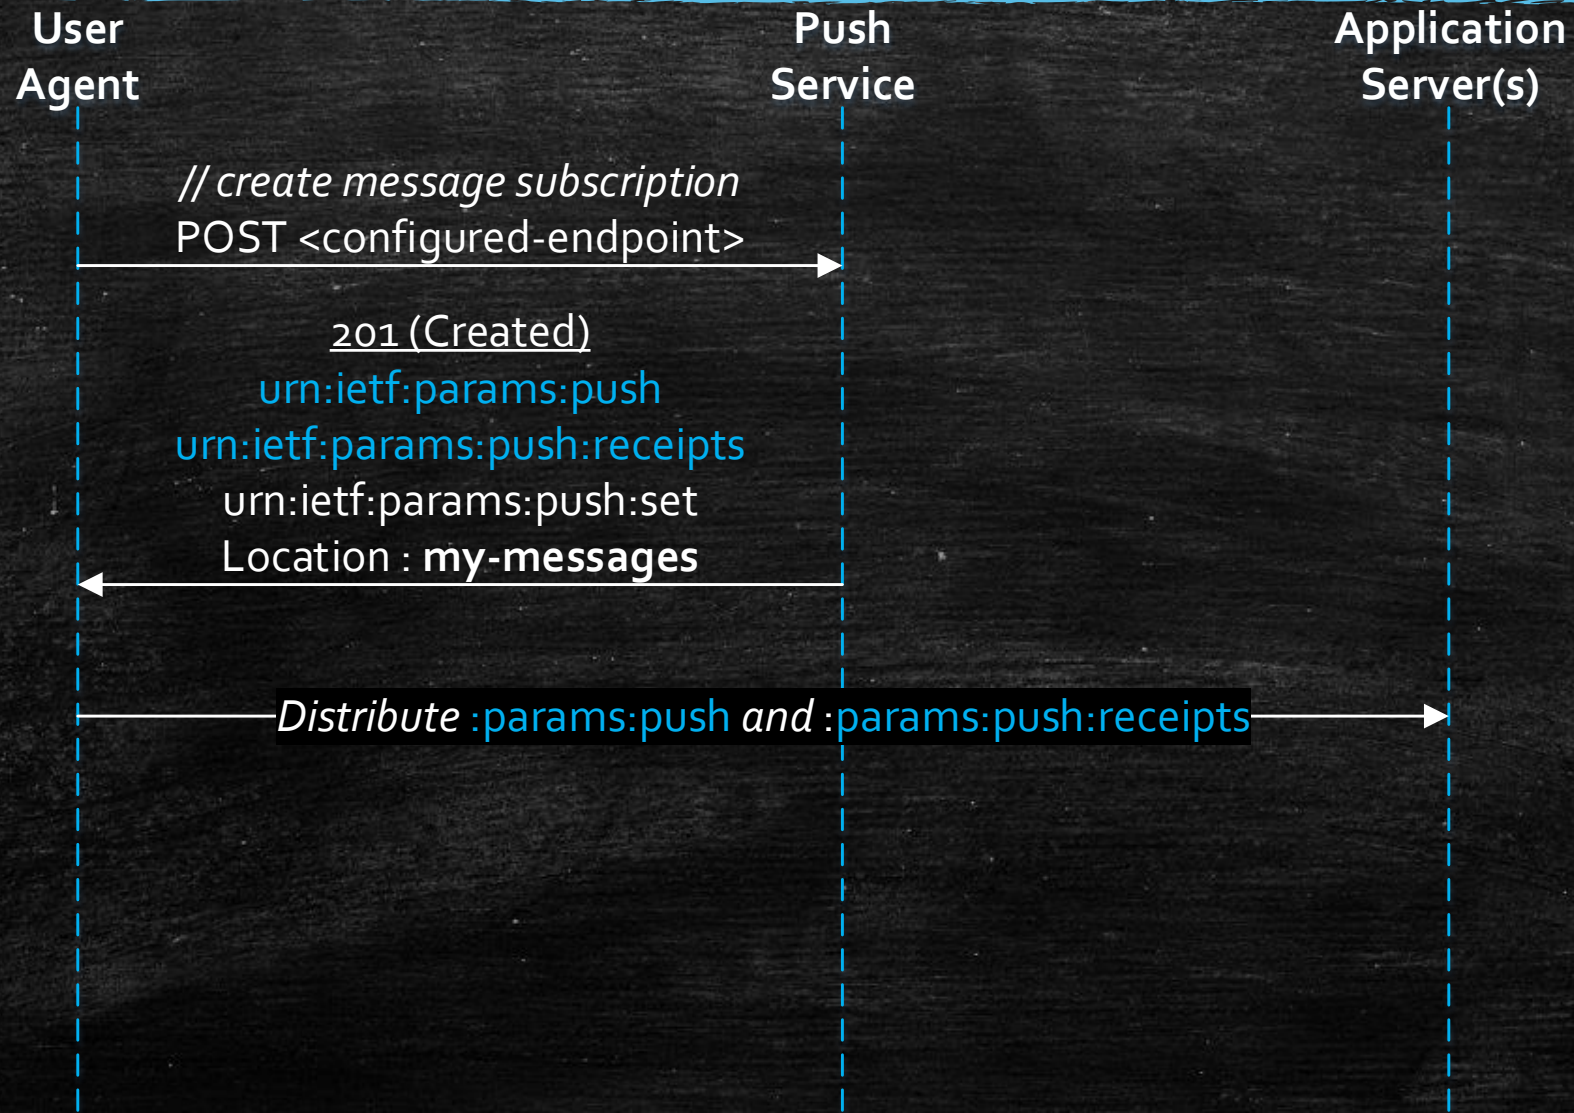 User
Agent
Push
Service
Application
Server(s)
// create message subscription
POST <configured-endpoint>
201 (Created)
urn:ietf:params:push
urn:ietf:params:push:receipts
urn:ietf:params:push:set
Location : my-messages
Distribute :params:push and :params:push:receipts